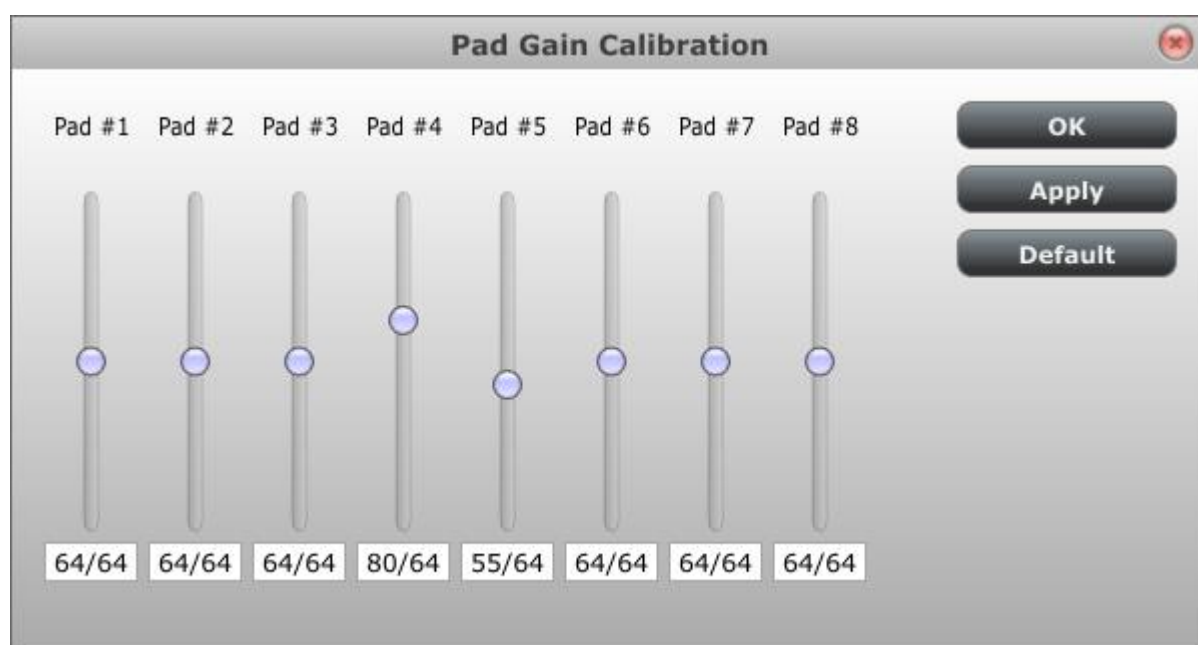 Pad Gain Calibration
Pad #1 Pad #2 Pad #3 Pad #4 Pad #5 Pad #6 Pad #7 Pad #8
OK
Apply
Default
64/64 64/64 64/64 80/64 55/64 64/64 64/64 64/64